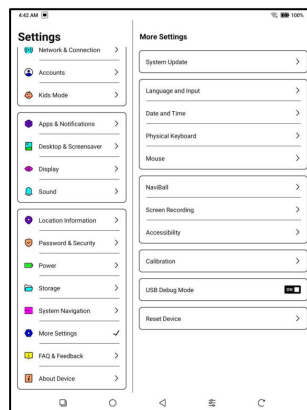 4:42 AM
100%
Settings
Network & Connection
Accounts
Kids Mode
Apps & Notifications
Desktop & Screensaver
Display
Sound
Location Information
Password & Security
Power
Storage
System Navigation
More Settings
FAQ & Feedback
About Device
More Settings
System Update
Language and Input
Date and Time
Physical Keyboard
Mouse
NaviBall
Screen Recording
Accessibility
Calibration
USB Debug Mode
ON
Reset Device